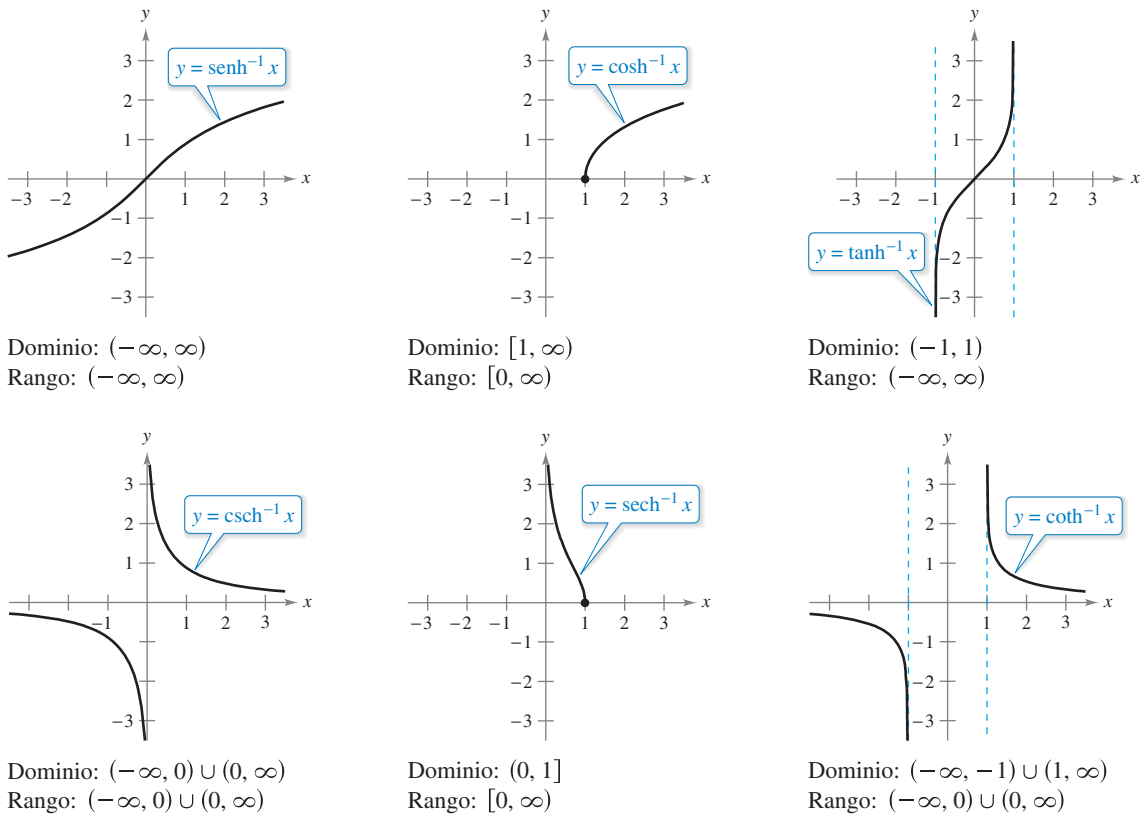 y
3
y = senh⁻¹ x
2
1
x
−3 −2 1 2 3
−1
−2
−3
Dominio: (−∞, ∞)
Rango: (−∞, ∞)
y
3
y = cosh⁻¹ x
2
1
x
−3 −2 −1 1 2 3
−1
−2
−3
Dominio: [1, ∞)
Rango: [0, ∞)
y
3
2
1
x
−3 −2 −1 1 2 3
y = tanh⁻¹ x
−2
−3
Dominio: (−1, 1)
Rango: (−∞, ∞)
y
3
y = csch⁻¹ x
2
1
x
−1 1 2 3
−3
Dominio: (−∞, 0) ∪ (0, ∞)
Rango: (−∞, 0) ∪ (0, ∞)
y
3
y = sech⁻¹ x
2
1
x
−3 −2 −1 1 2 3
−1
−2
−3
Dominio: (0, 1]
Rango: [0, ∞)
y
3
y = coth⁻¹ x
2
1
x
1 2 3
−1
−2
−3
Dominio: (−∞, −1) ∪ (1, ∞)
Rango: (−∞, 0) ∪ (0, ∞)